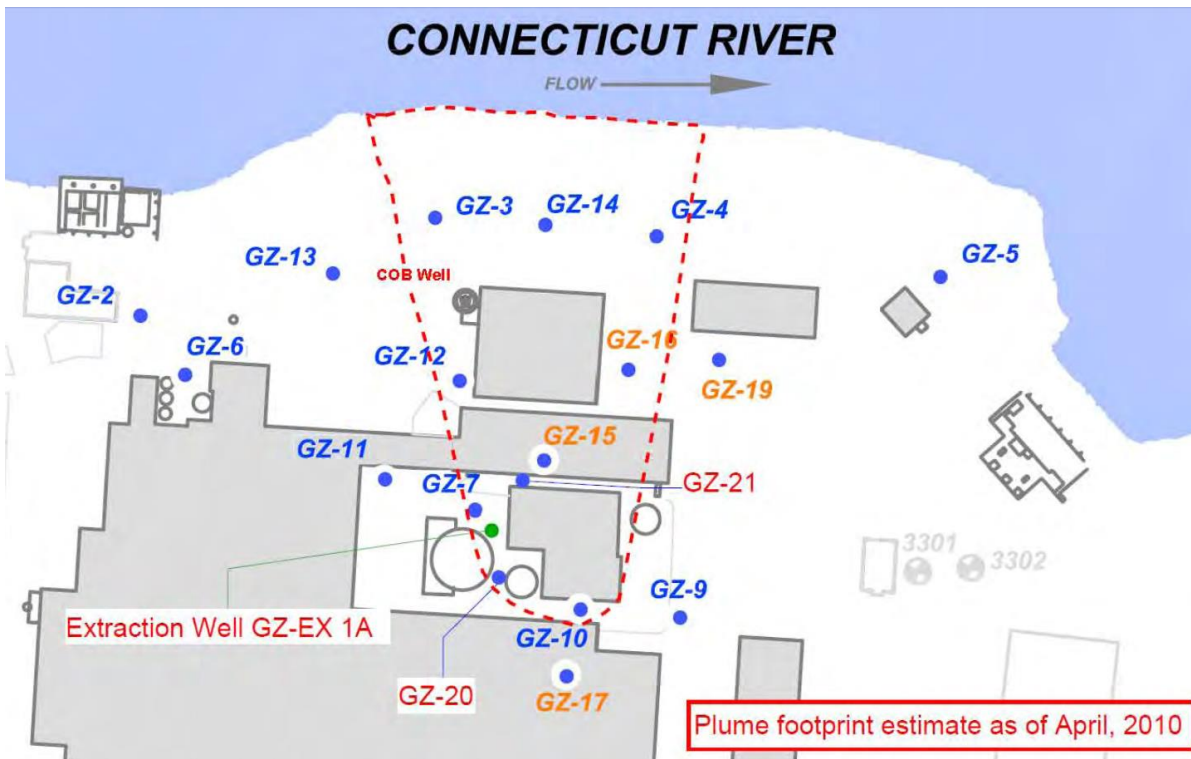 CONNECTICUT RIVER
FLOW
GZ-3
GZ-14
GZ-4
GZ-13
COB Well
GZ-5
GZ-2
GZ-6
GZ-12
GZ-16
GZ-19
GZ-11
GZ-15
GZ-7
GZ-21
3301
3302
Extraction Well GZ-EX 1A
GZ-9
GZ-10
GZ-20
GZ-17
Plume footprint estimate as of April, 2010